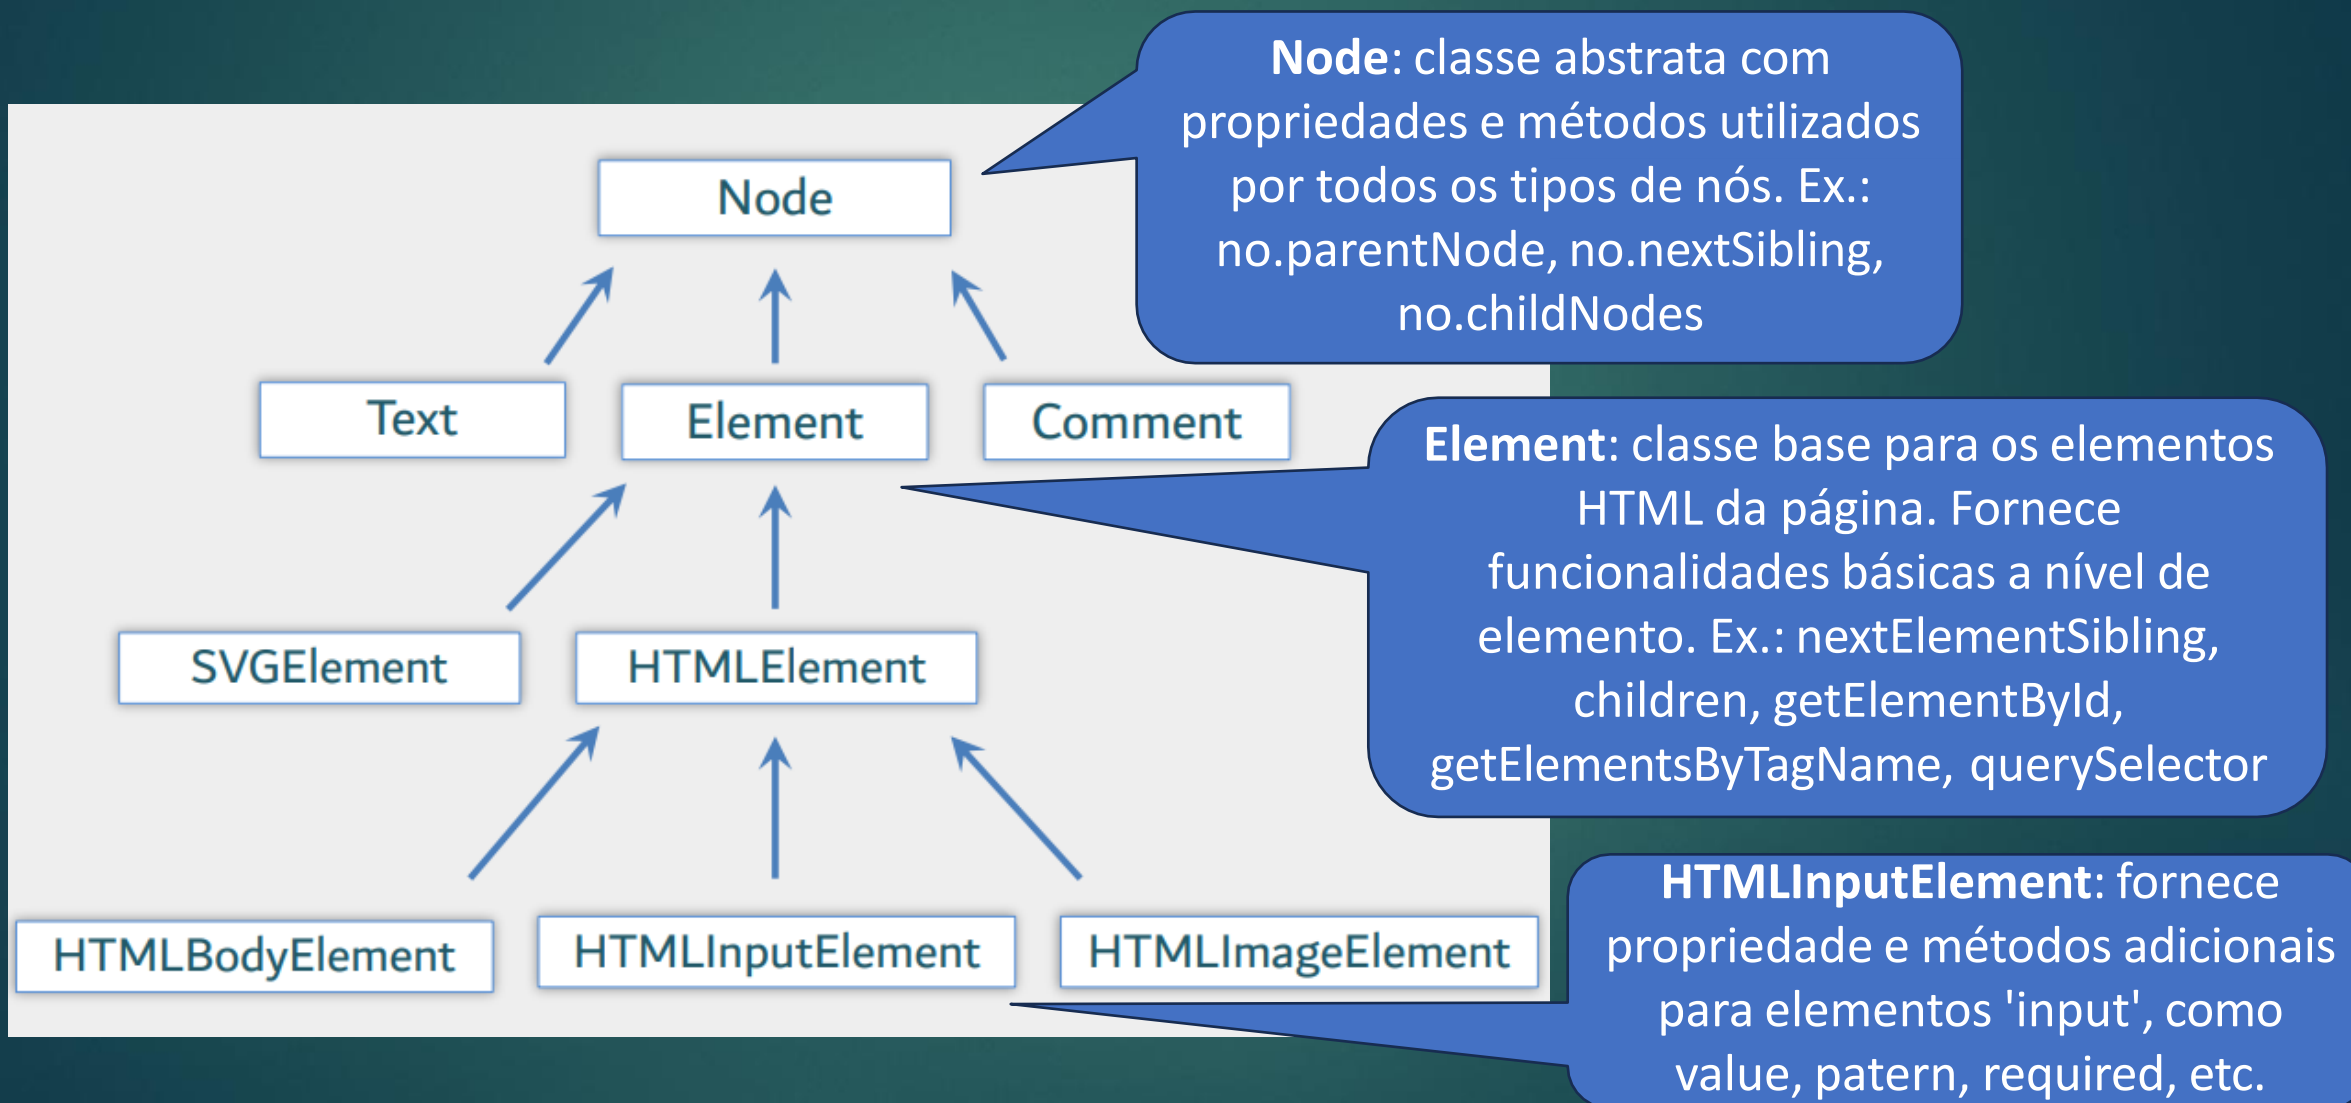 Node: classe abstrata com
propriedades e métodos utilizados
por todos os tipos de nós. Ex.:
no.parentNode, no.nextSibling,
no.childNodes
Node
Text
Element
Comment
Element: classe base para os elementos
HTML da página. Fornece
funcionalidades básicas a nível de
elemento. Ex.: nextElementSibling,
children, getElementById,
getElementsByTagName, querySelector
SVGElement
HTMLElement
HTMLBodyElement
HTMLInputElement
HTMLImageElement
HTMLInputElement: fornece
propriedade e métodos adicionais
para elementos 'input', como
value, patern, required, etc.